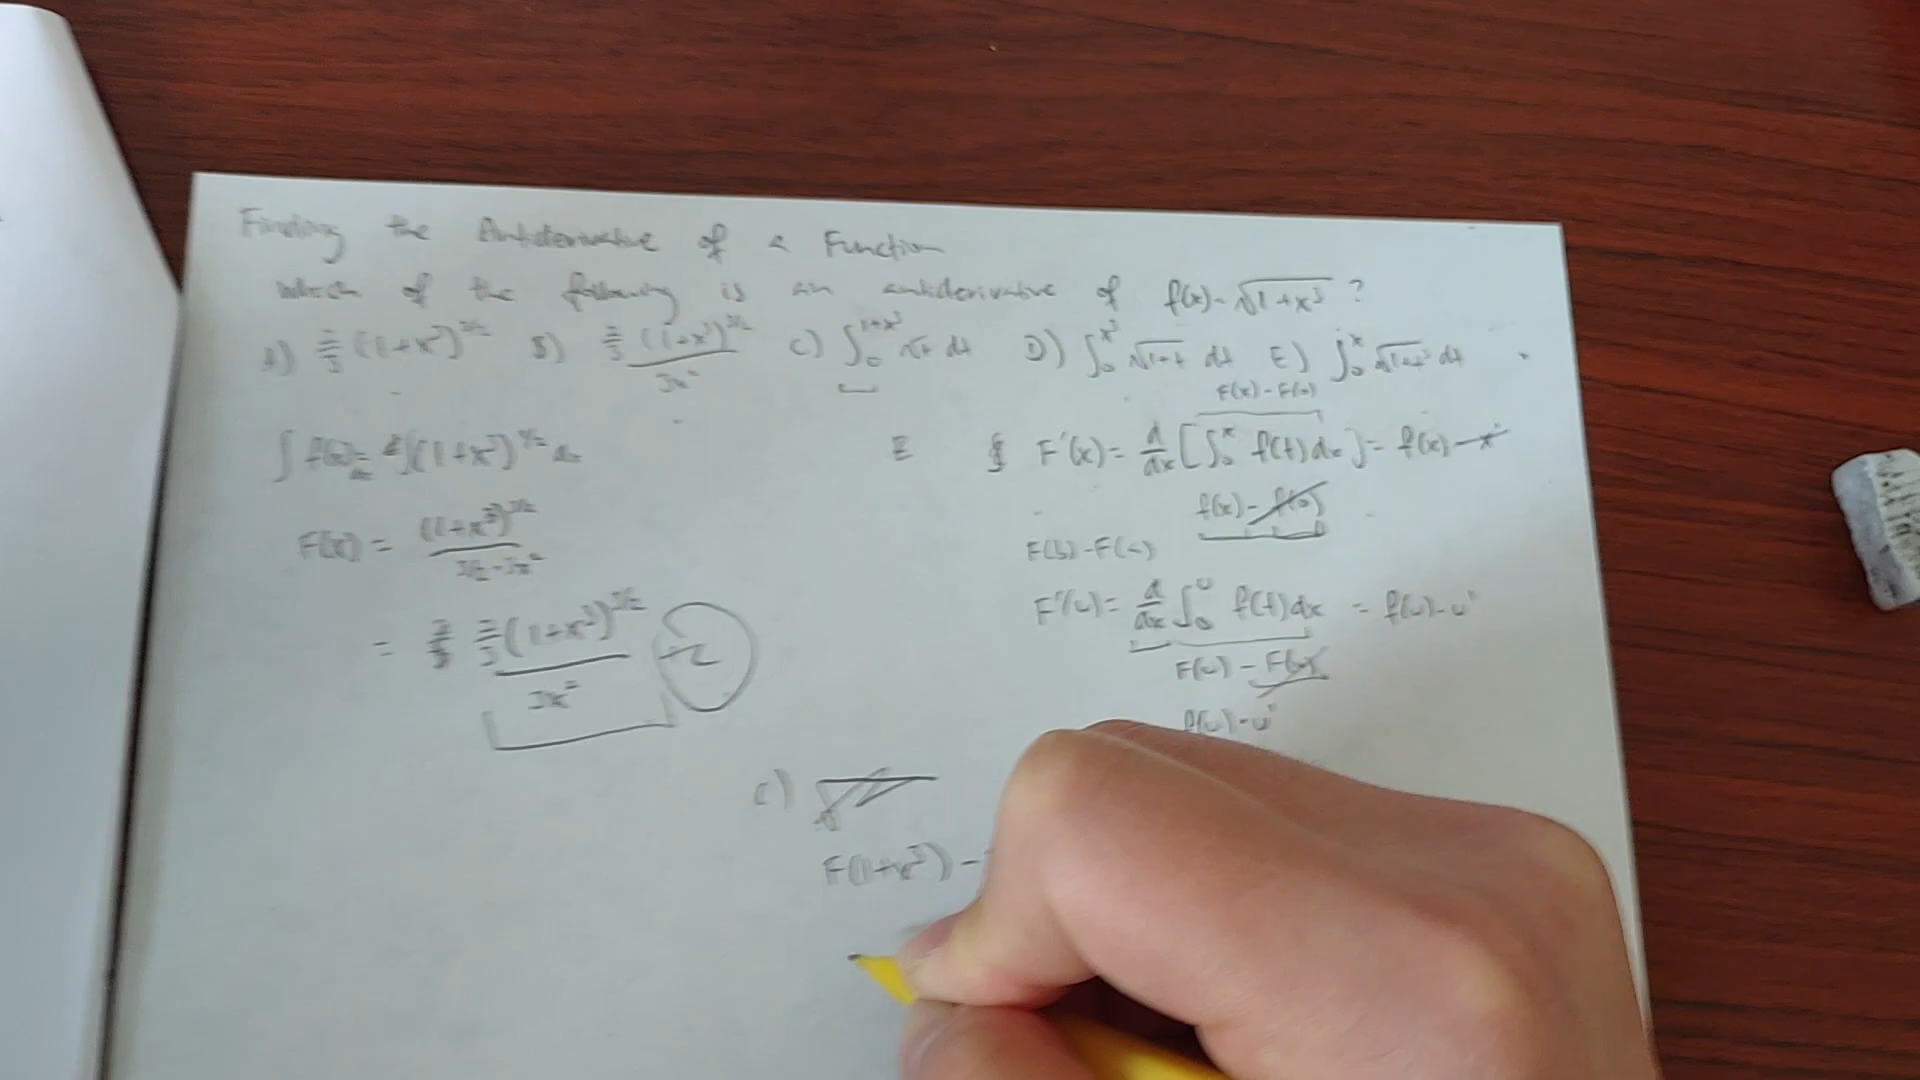 Finding the Antiderivative of a Function
which of the following is an antiderivative of f(x)=√(1+x³) ?
A) 2/3 (1+x³)^(3/2) B) 2/3 (1+x³)^(3/2) / 3x² C) ∫₀^(1+x³) √t dt D) ∫₀^(x³) √(1+t) dt E) ∫₀^x √(1+t³) dt
F(x)-F(0)
∫ f(x) dx = ∫(1+x³)^(1/2) dx
E F'(x)= d/dx [∫₀^x f(t)dx] = f(x)
f(x)-f(0)
F(x) = (1+x³)^(3/2) / 3/2·3x²
F(b)-F(a)
F'(u)= d/dx ∫₀^u f(t)dx = f(u)·u'
= 2/3 (1+x³)^(3/2) / 3x² +C
F(u) - F(0)
f(u)·u'
C)
F(1+x³) -